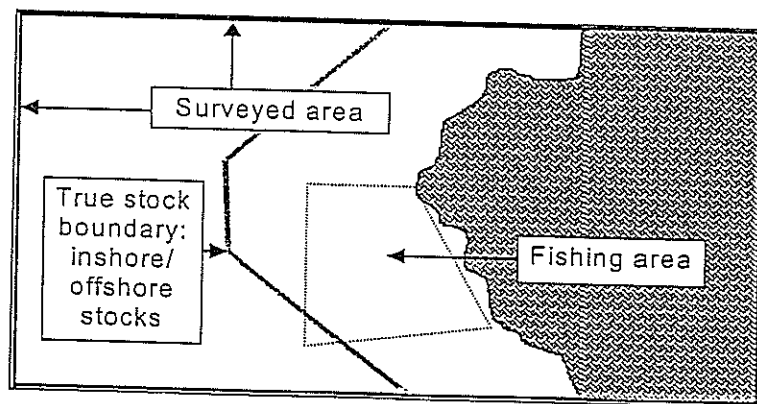 Surveyed area
True stock
boundary:
inshore/
offshore
stocks
Fishing area